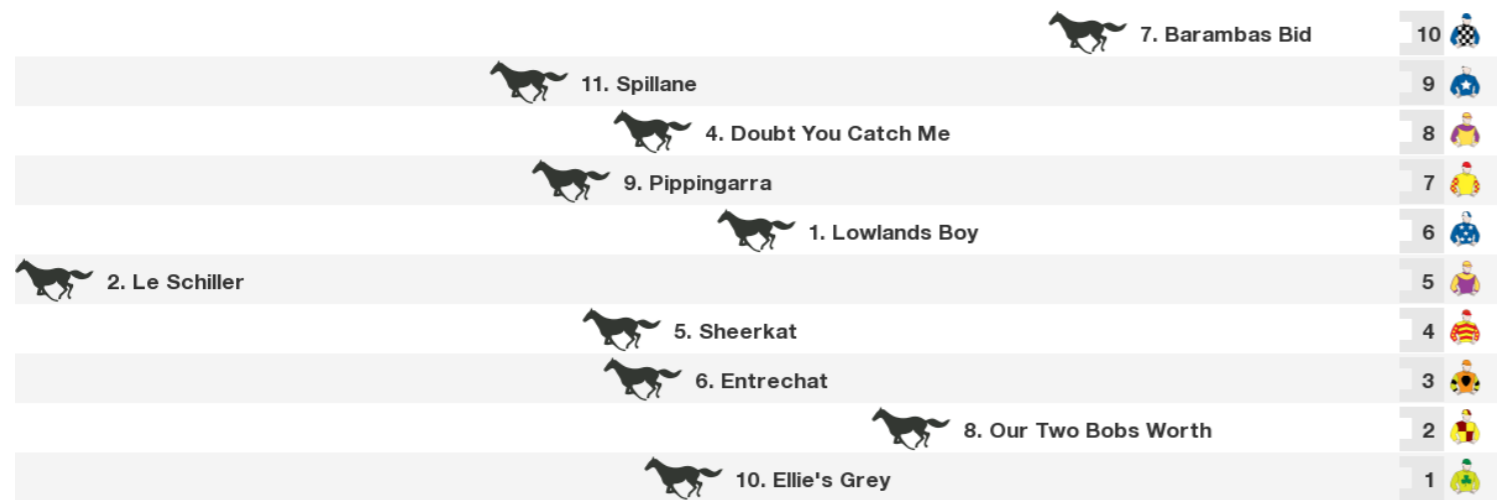 7. Barambas Bid 10
11. Spillane 9
4. Doubt You Catch Me 8
9. Pippingarra 7
1. Lowlands Boy 6
2. Le Schiller 5
5. Sheerkat 4
6. Entrechat 3
8. Our Two Bobs Worth 2
10. Ellie's Grey 1